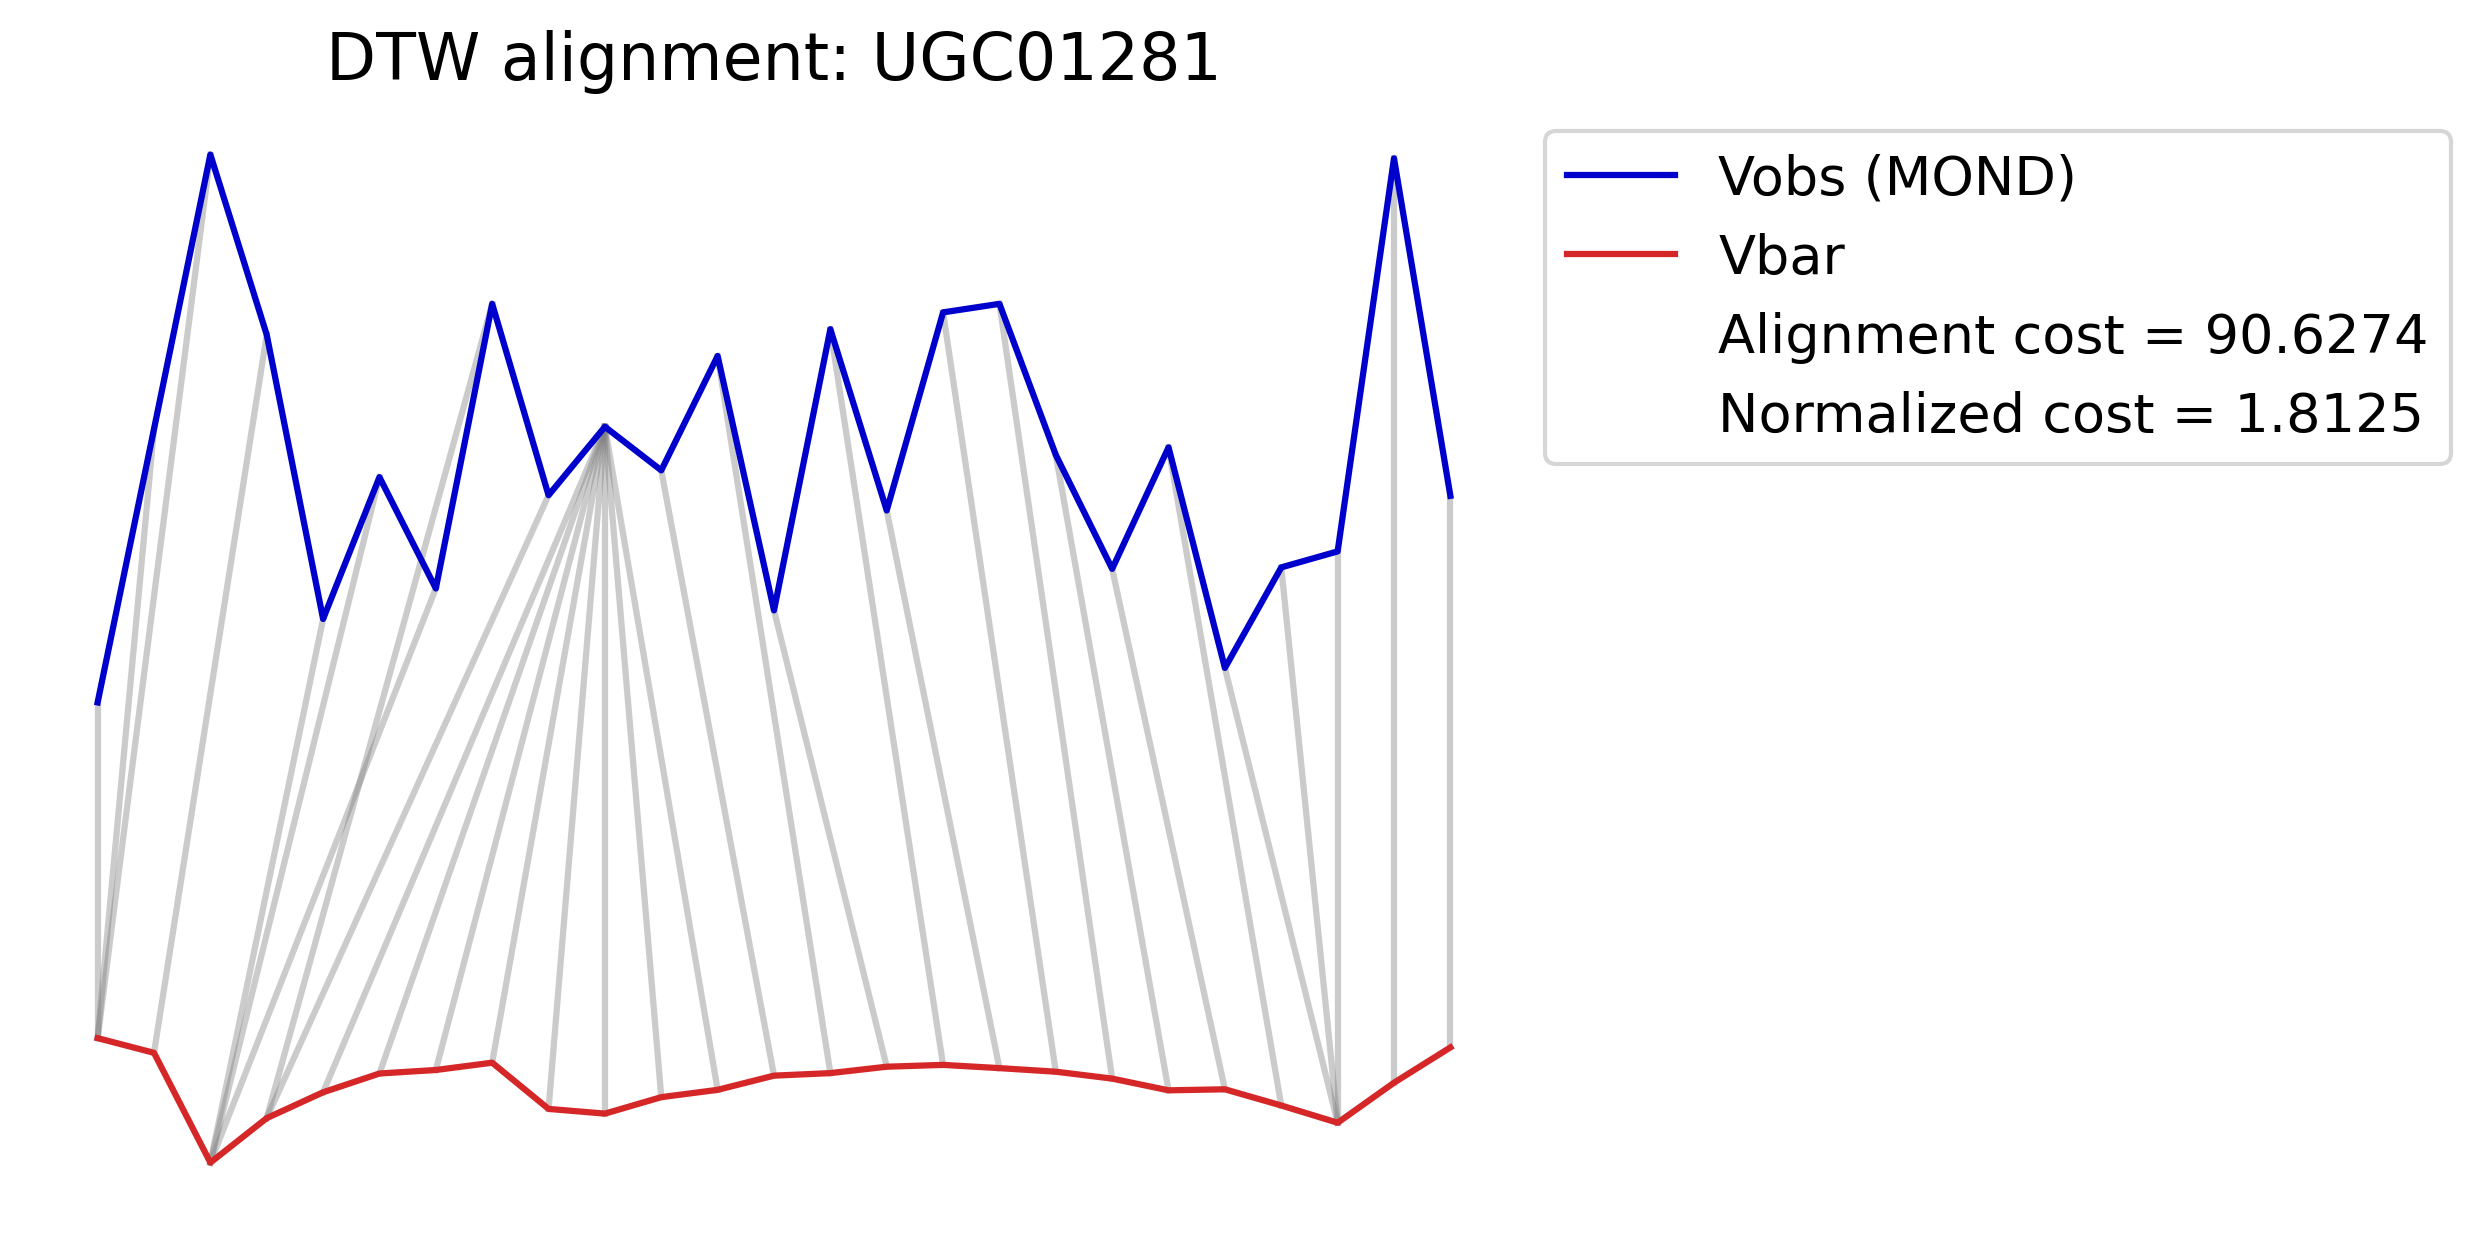 DTW alignment: UGC01281
Vobs (MOND)
Vbar
Alignment cost = 90.6274
Normalized cost = 1.8125